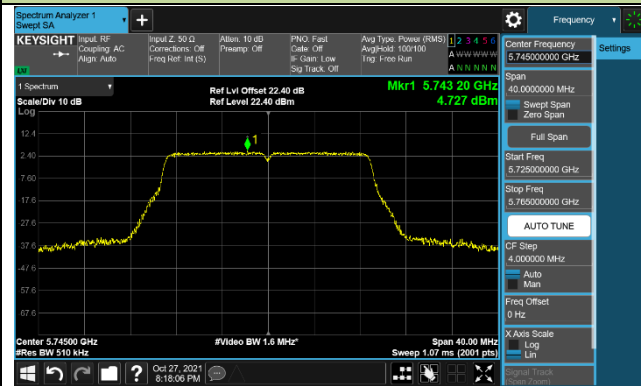 Spectrum Analyzer 1
Swept SA
+
Frequency
KEYSIGHT
Input: RF
Coupling: AC
Align: Auto
Input Z: 50 Ω
Corrections: Off
Freq Ref: Int (S)
Atten: 10 dB
Preamp: Off
PNO: Fast
Gate: Off
IF Gain: Low
Sig Track: Off
Avg Type: Power (RMS)
Avg|Hold: 100/100
Trig: Free Run
1 2 3 4 5 6
A W W W W W
A N N N N N
LXI
1 Spectrum
Scale/Div 10 dB
Log
Ref Lvl Offset 22.40 dB
Ref Level 22.40 dBm
Mkr1 5.743 20 GHz
4.727 dBm
1
12.4
2.40
-7.60
-17.6
-27.6
-37.6
-47.6
-57.6
-67.6
Center 5.74500 GHz
#Res BW 510 kHz
#Video BW 1.6 MHz*
Span 40.00 MHz
Sweep 1.07 ms (2001 pts)
Oct 27, 2021
8:18:06 PM
?
Center Frequency
5.745000000 GHz
Settings
Span
40.0000000 MHz
Swept Span
Zero Span
Full Span
Start Freq
5.725000000 GHz
Stop Freq
5.765000000 GHz
AUTO TUNE
CF Step
4.000000 MHz
Auto
Man
Freq Offset
0 Hz
X Axis Scale
Log
Lin
Signal Track
(Span Zoom)